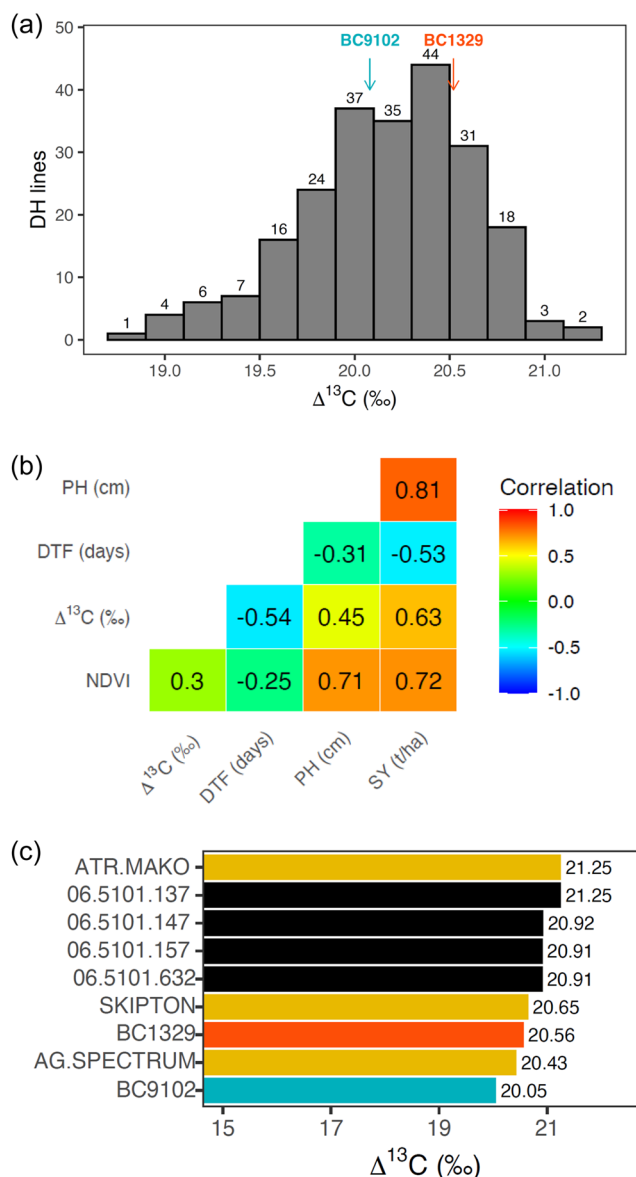 (a)
BC9102 BC1329
50
40
30
20
10
0
DH lines
1 4 6 7 16 24 37 35 44 31 18 3 2
19.0 19.5 20.0 20.5 21.0
Δ¹³C (‰)
(b)
PH (cm) 0.81
DTF (days) -0.31 -0.53
Δ¹³C (‰) -0.54 0.45 0.63
NDVI 0.3 -0.25 0.71 0.72
Δ¹³C (‰) DTF (days) PH (cm) SY (t/ha)
Correlation
1.0
0.5
0.0
-0.5
-1.0
(c)
ATR.MAKO 21.25
06.5101.137 21.25
06.5101.147 20.92
06.5101.157 20.91
06.5101.632 20.91
SKIPTON 20.65
BC1329 20.56
AG.SPECTRUM 20.43
BC9102 20.05
15 17 19 21
Δ¹³C (‰)